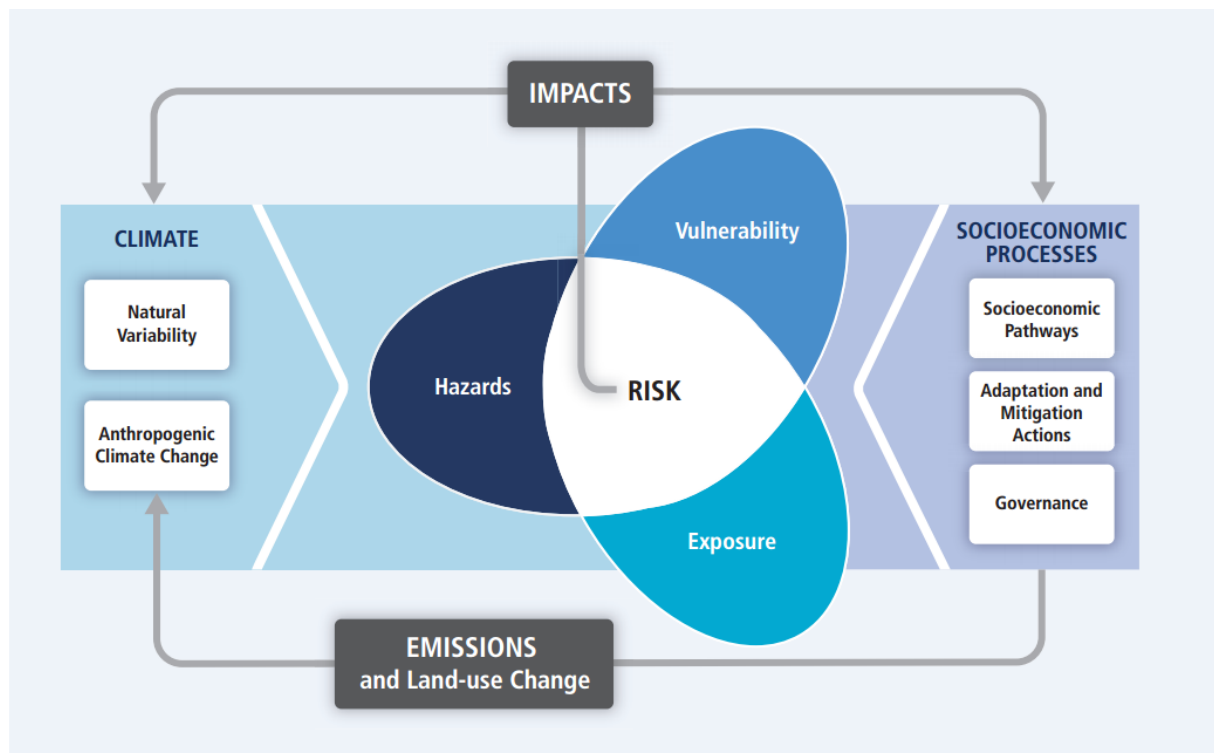 IMPACTS
CLIMATE
Natural
Variability
Anthropogenic
Climate Change
Vulnerability
Hazards
RISK
Exposure
SOCIOECONOMIC
PROCESSES
Socioeconomic
Pathways
Adaptation and
Mitigation
Actions
Governance
EMISSIONS
and Land-use Change